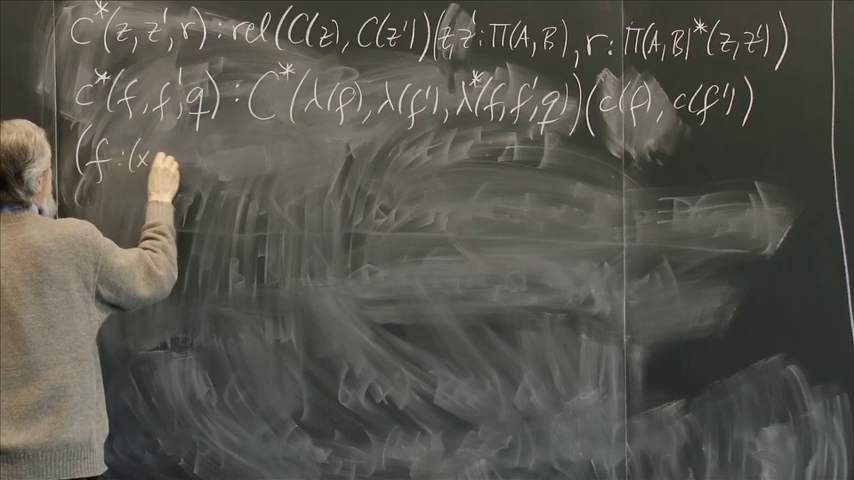 C*(z, z', r) : rel(C(z), C(z'))(z, z' : Π(A, B), r : Π(A, B)*(z, z'))
c*(f, f', q) : C*(λ(f), λ(f'), λ*(f, f', q))(c(f), c(f'))
(f : (x